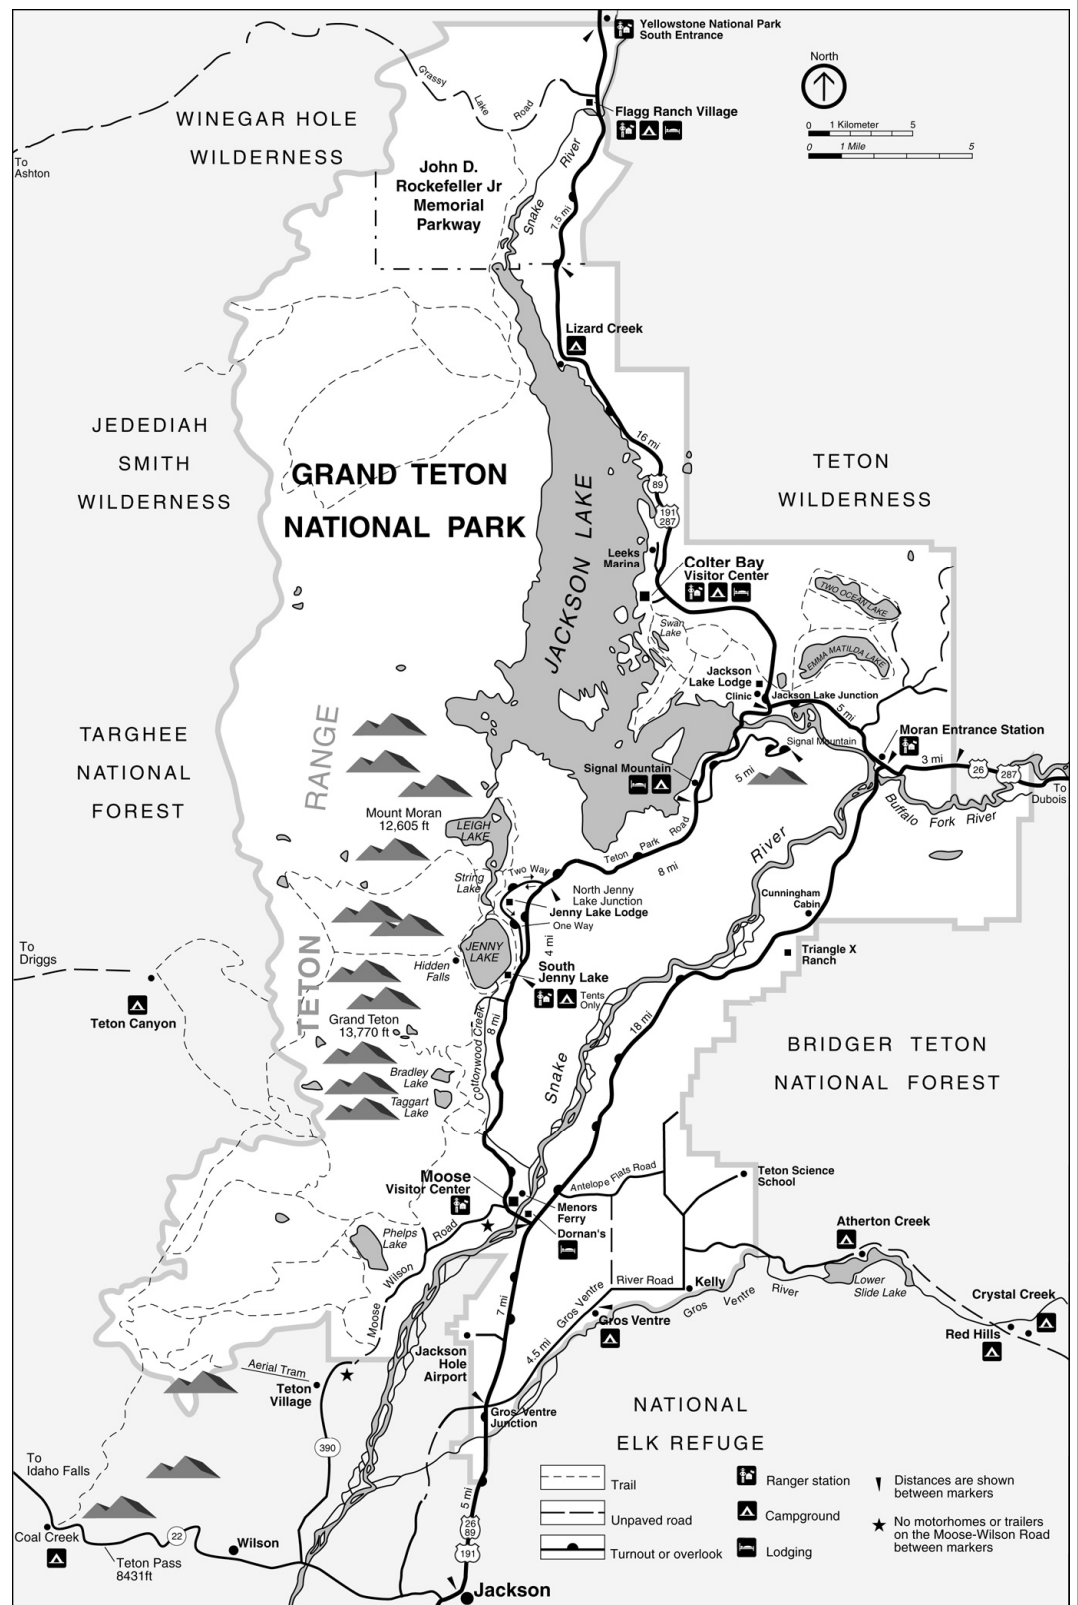 Yellowstone National Park
South Entrance
North
Grassy
Lake
Road
WINEGAR HOLE
WILDERNESS
To
Ashton
Flagg Ranch Village
0 1 Kilometer 5
0 1 Mile 5
John D.
Rockefeller Jr
Memorial
Parkway
Snake
River
7.5 mi
Lizard Creek
16 mi
JEDEDIAH
SMITH
WILDERNESS
GRAND TETON
NATIONAL PARK
TETON
WILDERNESS
89
191
287
JACKSON LAKE
Leeks
Marina
Colter Bay
Visitor Center
TWO OCEAN LAKE
Swan
Lake
EMMA MATILDA LAKE
Jackson
Lake Lodge
Clinic
Jackson Lake Junction
5 mi
Moran Entrance Station
3 mi
26
287
To
Dubois
TARGHEE
NATIONAL
FOREST
RANGE
Signal Mountain
Signal Mountain
5 mi
Buffalo
Fork
River
Mount Moran
12,605 ft
LEIGH
LAKE
Teton
Park
Road
8 mi
River
String
Lake
Two Way
North Jenny
Lake Junction
Jenny Lake Lodge
One Way
Cunningham
Cabin
4 mi
JENNY
LAKE
Hidden
Falls
South
Jenny Lake
Tents
Only
Triangle X
Ranch
To
Driggs
Teton Canyon
TETON
Grand Teton
13,770 ft
Cottonwood Creek
8 mi
18 mi
Snake
BRIDGER TETON
NATIONAL FOREST
Bradley
Lake
Taggart
Lake
Moose
Visitor Center
Antelope Flats Road
Teton Science
School
Menors
Ferry
Dornan's
Phelps
Lake
Moose
Wilson
Road
Atherton Creek
River Road
Kelly
Gros
Ventre
River
Lower
Slide Lake
Crystal Creek
Red Hills
7 mi
Gros Ventre
4.5 mi
Gros Ventre
Jackson
Hole
Airport
Aerial Tram
Teton
Village
Gros Ventre
Junction
NATIONAL
ELK REFUGE
390
To
Idaho Falls
Coal Creek
22
Teton Pass
8431ft
Wilson
5 mi
26
89
191
Jackson
Trail
Unpaved road
Turnout or overlook
Ranger station
Campground
Lodging
Distances are shown
between markers
No motorhomes or trailers
on the Moose-Wilson Road
between markers